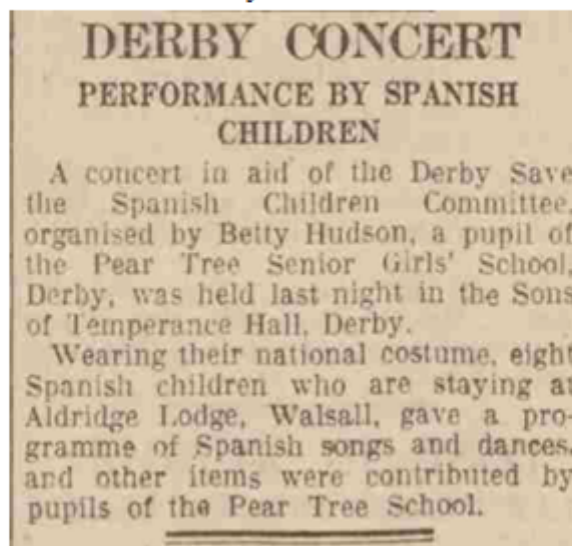 DERBY CONCERT
PERFORMANCE BY SPANISH
CHILDREN
A concert in aid of the Derby Save
the Spanish Children Committee,
organised by Betty Hudson, a pupil of
the Pear Tree Senior Girls' School,
Derby, was held last night in the Sons
of Temperance Hall, Derby.
Wearing their national costume, eight
Spanish children who are staying at
Aldridge Lodge, Walsall, gave a pro-
gramme of Spanish songs and dances,
and other items were contributed by
pupils of the Pear Tree School.